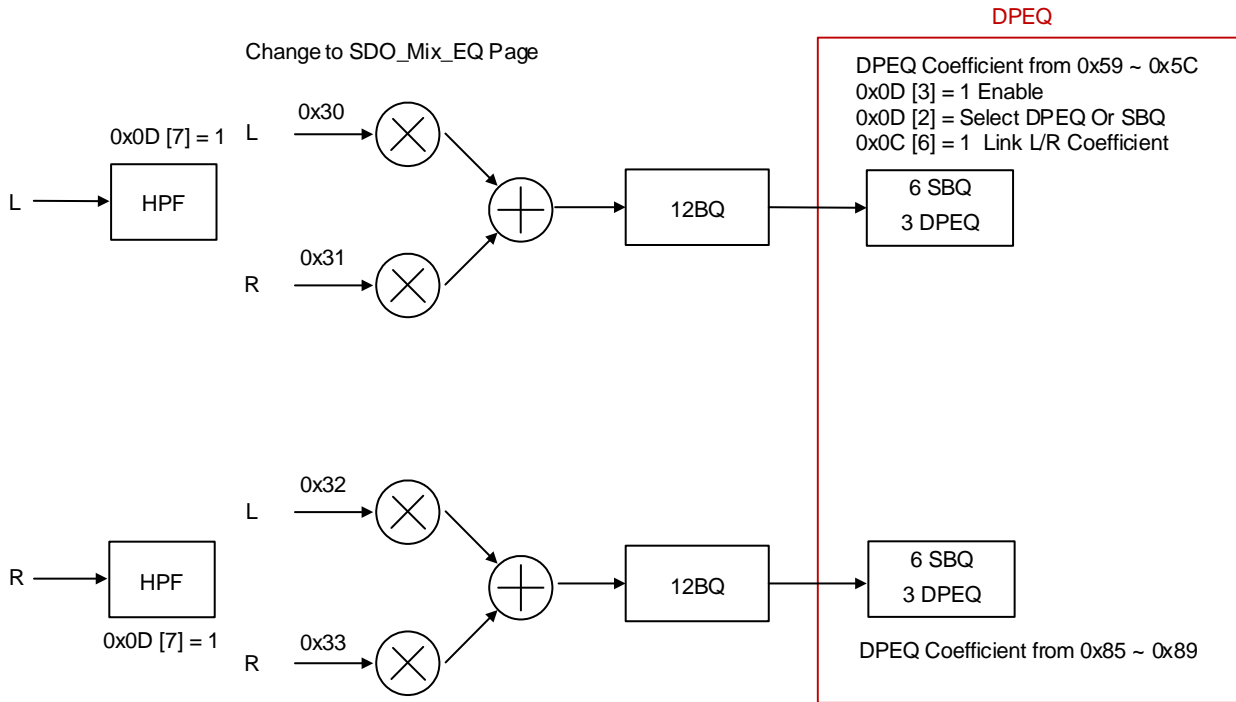 DPEQ
Change to SDO_Mix_EQ Page
DPEQ Coefficient from 0x59 ~ 0x5C
0x0D [3] = 1 Enable
0x0D [2] = Select DPEQ Or SBQ
0x0C [6] = 1 Link L/R Coefficient
0x30
0x0D [7] = 1
L
L
HPF
6 SBQ
3 DPEQ
12BQ
0x31
R
0x32
L
R
HPF
0x0D [7] = 1
6 SBQ
3 DPEQ
12BQ
0x33
R
DPEQ Coefficient from 0x85 ~ 0x89